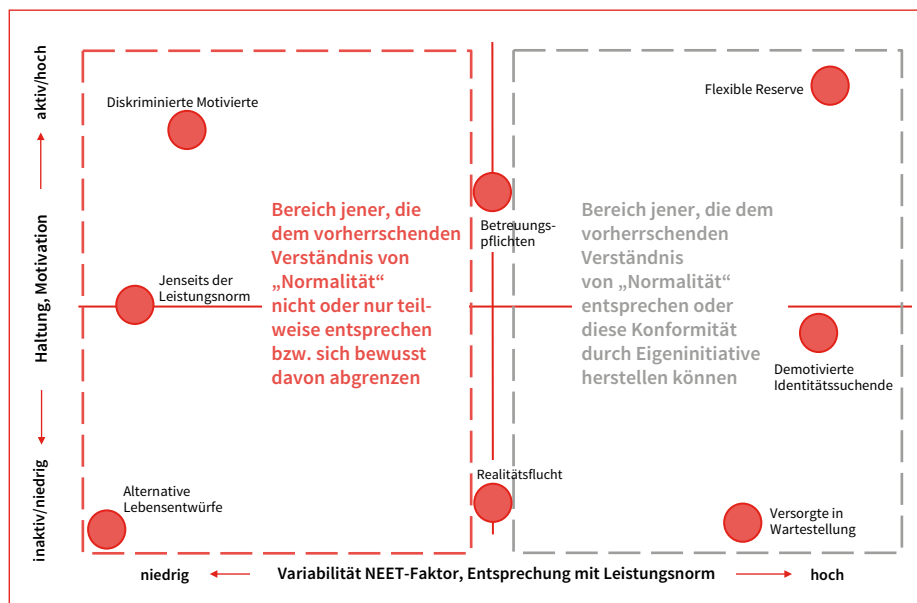 aktiv/hoch
Haltung, Motivation
inaktiv/niedrig
Diskriminierte Motivierte
Flexible Reserve
Bereich jener, die
dem vorherrschenden
Verständnis von
„Normalität“
nicht oder nur teil-
weise entsprechen
bzw. sich bewusst
davon abgrenzen
Betreuungs-
pflichten
Bereich jener, die dem
vorherrschenden
Verständnis
von „Normalität“
entsprechen oder
diese Konformität
durch Eigeninitiative
herstellen können
Jenseits der
Leistungsnorm
Demotivierte
Identitätssuchende
Alternative
Lebensentwürfe
Realitätsflucht
Versorgte in
Wartestellung
niedrig
Variabilität NEET-Faktor, Entsprechung mit Leistungsnorm
hoch